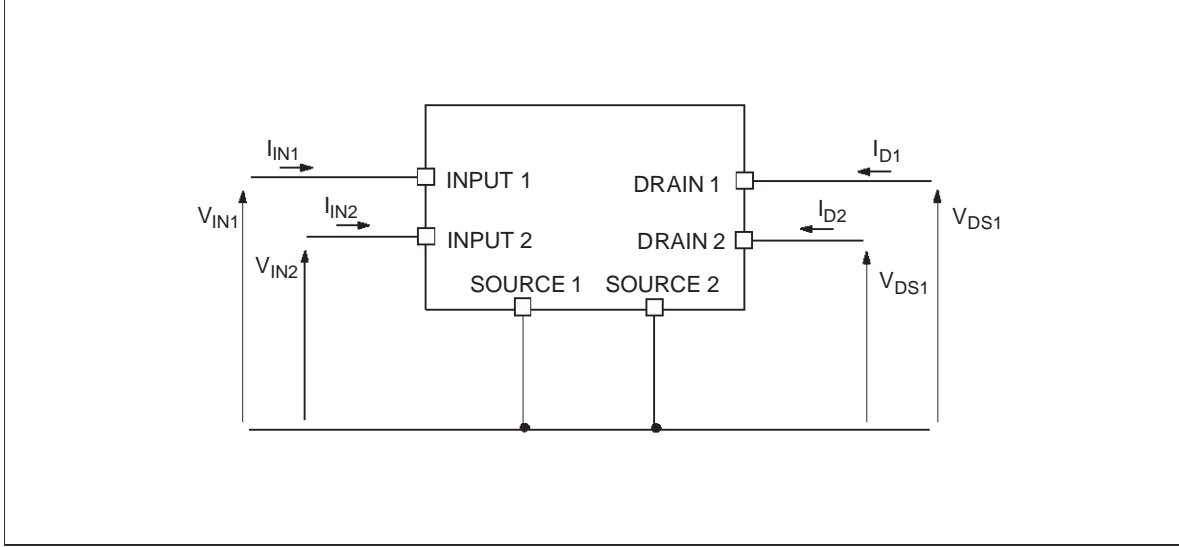 I_IN1
I_D1
INPUT 1
DRAIN 1
I_IN2
I_D2
V_IN1
V_DS1
INPUT 2
DRAIN 2
V_IN2
V_DS1
SOURCE 1
SOURCE 2